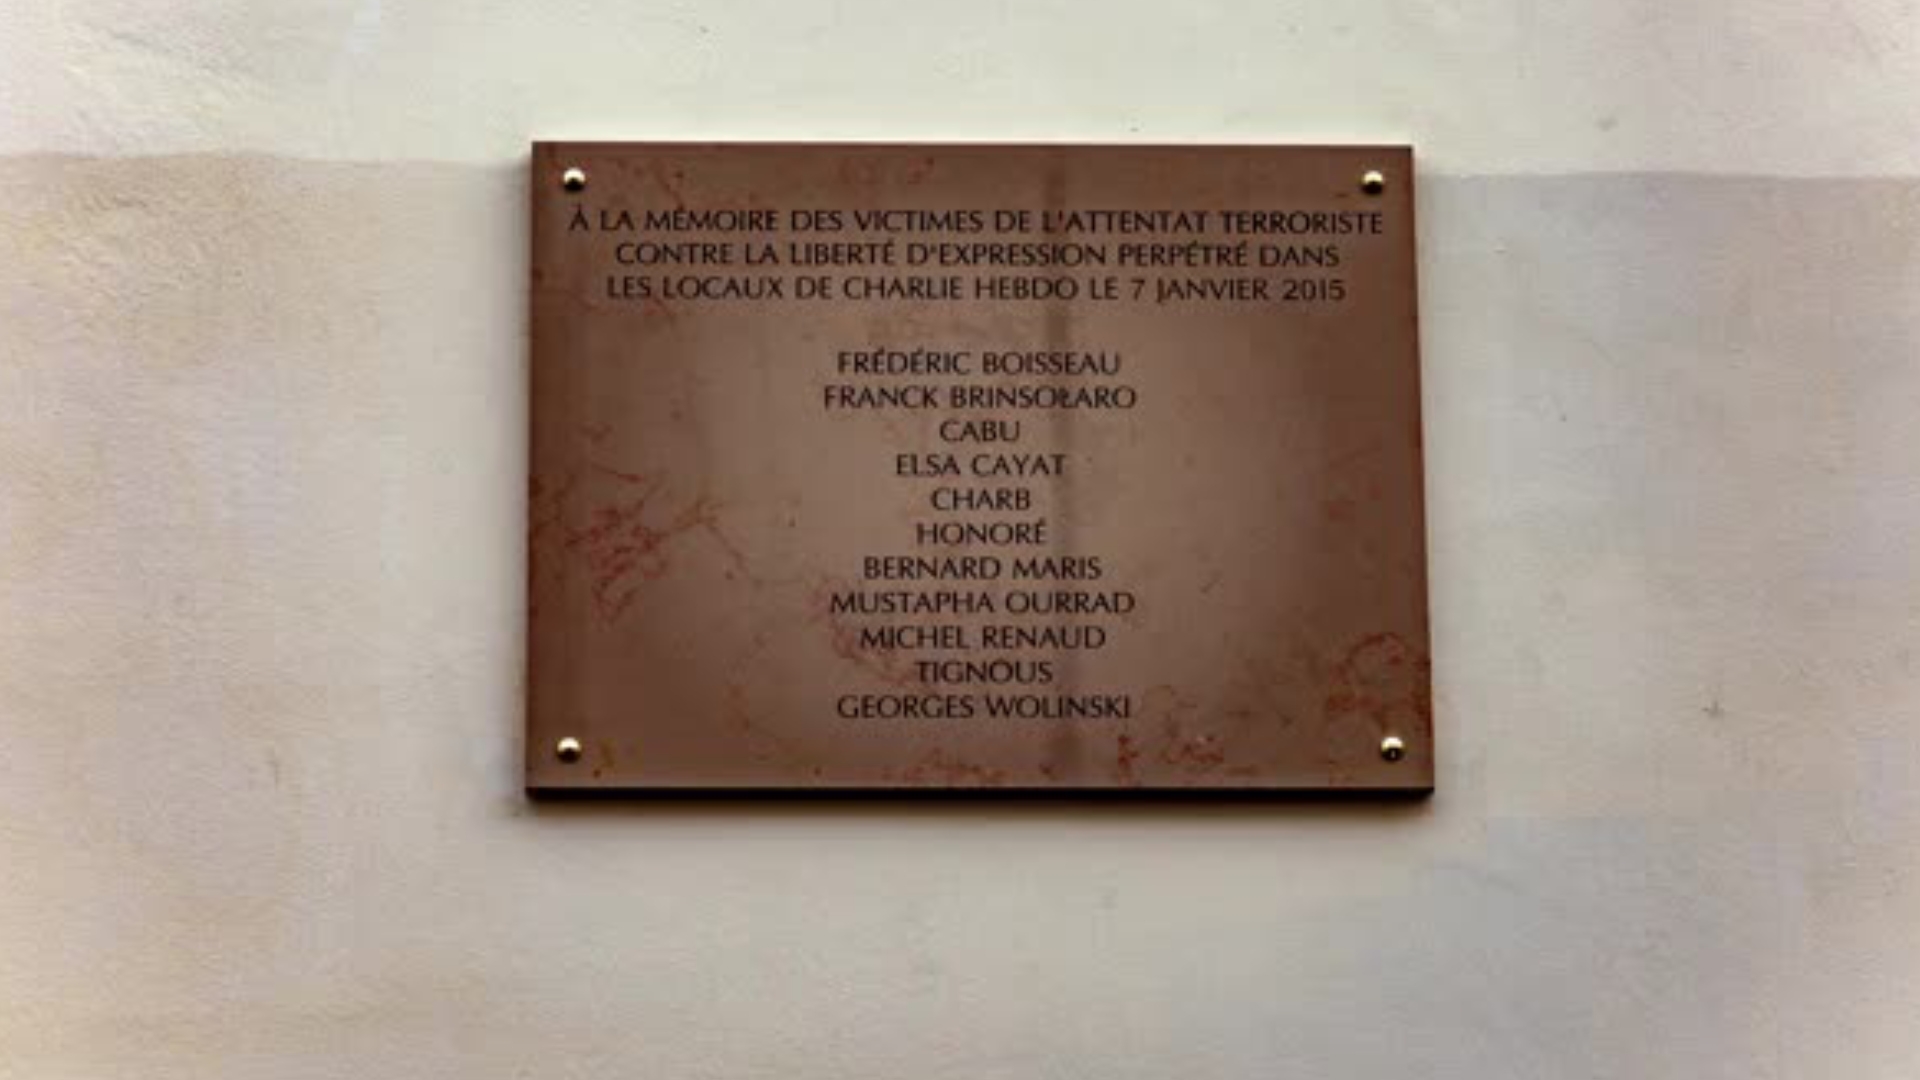 À LA MÉMOIRE DES VICTIMES DE L'ATTENTAT TERRORISTE
CONTRE LA LIBERTÉ D'EXPRESSION PERPÉTRÉ DANS
LES LOCAUX DE CHARLIE HEBDO LE 7 JANVIER 2015
FRÉDÉRIC BOISSEAU
FRANCK BRINSOLARO
CABU
ELSA CAYAT
CHARB
HONORÉ
BERNARD MARIS
MUSTAPHA OURRAD
MICHEL RENAUD
TIGNOUS
GEORGES WOLINSKI